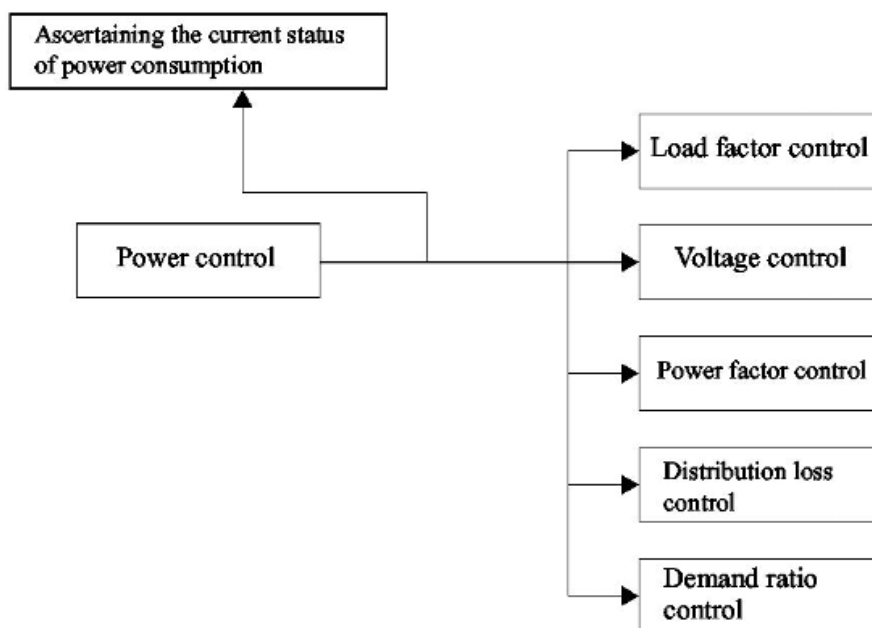 Ascertaining the current status
of power consumption
Load factor control
Power control
Voltage control
Power factor control
Distribution loss
control
Demand ratio
control